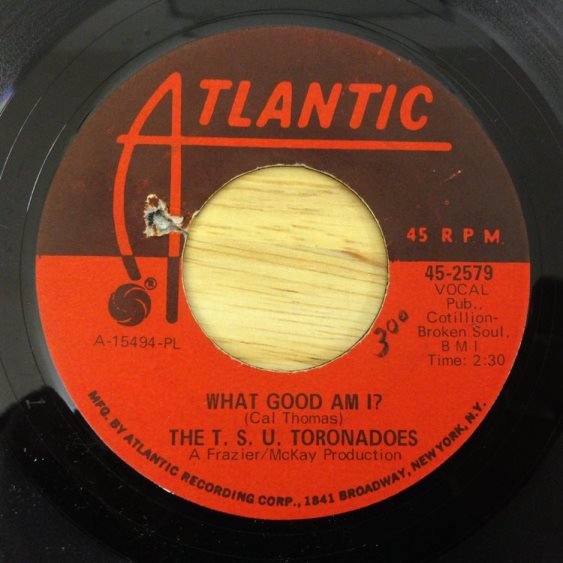 ATLANTIC
45 RPM
45-2579
VOCAL
Pub.,
Cotillion-
Broken Soul,
BMI
Time: 2:30
®
A-15494-PL
300
WHAT GOOD AM I?
(Cal Thomas)
THE T. S. U. TORONADOES
A Frazier/McKay Production
MFG. BY ATLANTIC RECORDING CORP., 1841 BROADWAY, NEW YORK, N.Y.